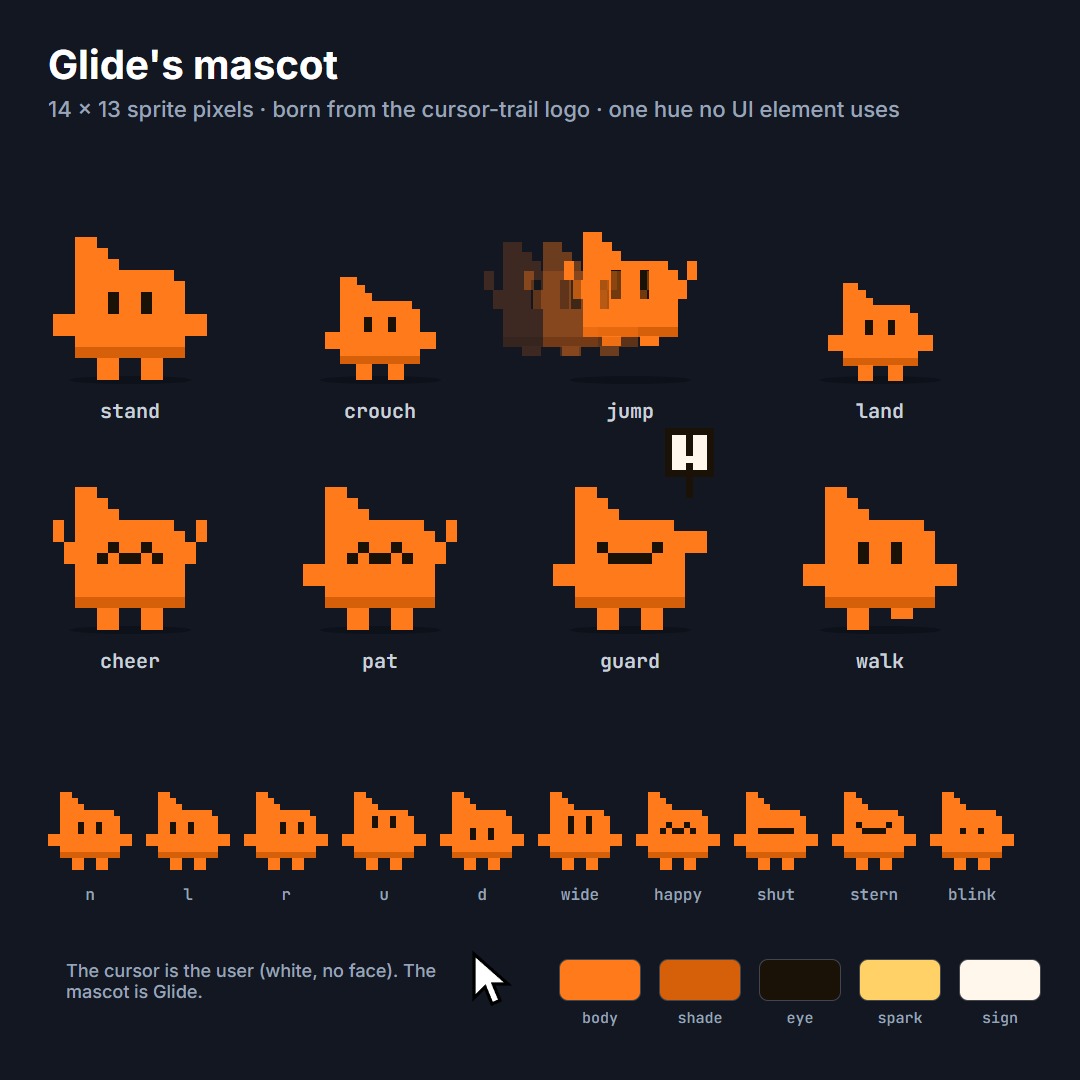 Glide's mascot
14 × 13 sprite pixels · born from the cursor-trail logo · one hue no UI element uses
stand
crouch
jump
land
cheer
pat
guard
walk
n
l
r
u
d
wide
happy
shut
stern
blink
The cursor is the user (white, no face). The
mascot is Glide.
body
shade
eye
spark
sign